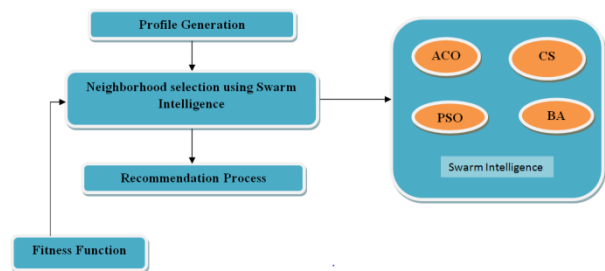 Profile Generation
Neighborhood selection using Swarm
Intelligence
Recommendation Process
Fitness Function
ACO
CS
PSO
BA
Swarm Intelligence